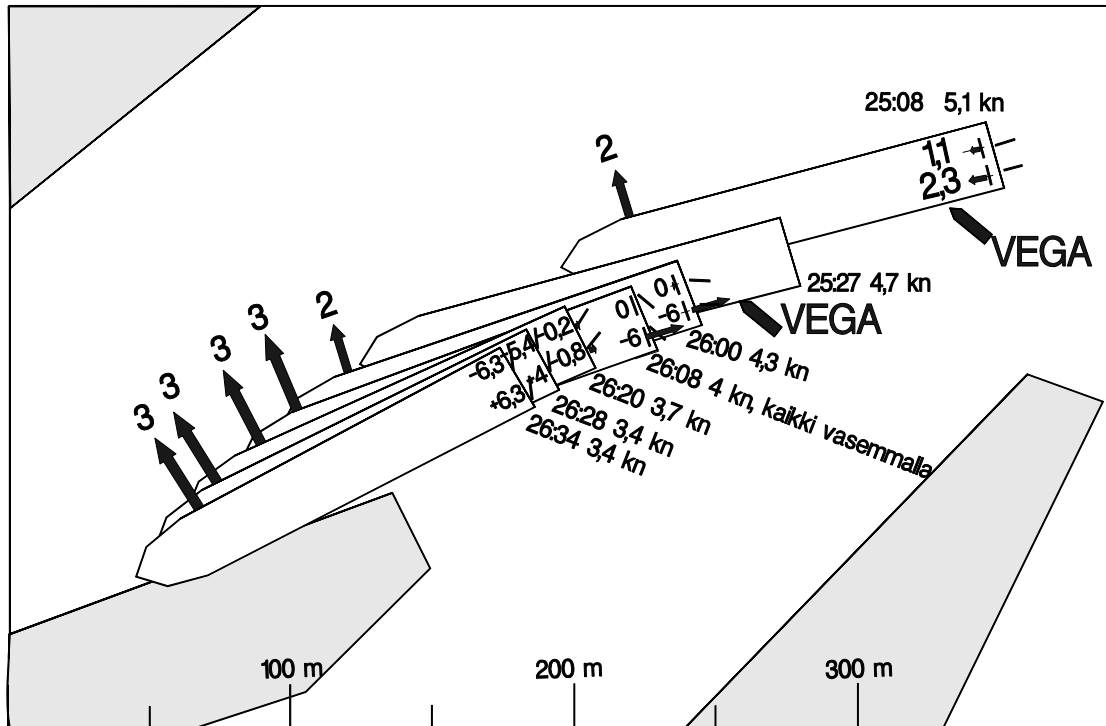 25:08 5,1 kn
2
1,1
2,3
VEGA
25:27 4,7 kn
VEGA
2
0
-6
26:00 4,3 kn
3
0
-6
26:08 4 kn, kaikki vasemmalla
3
-0,2
-0,8
26:20 3,7 kn
3
+5,4
+4
26:28 3,4 kn
3
-6,3
+6,3
26:34 3,4 kn
100 m
200 m
300 m